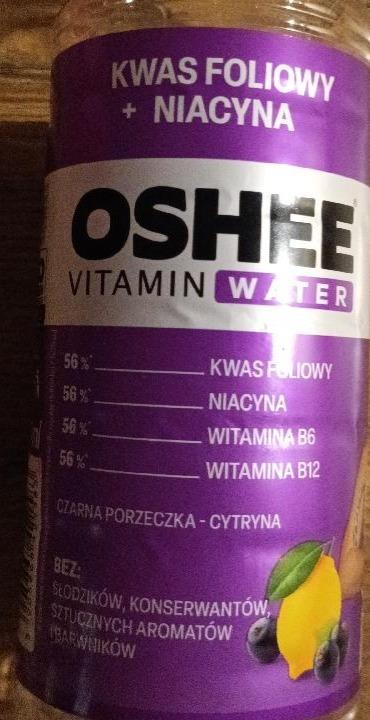 KWAS FOLIOWY
+ NIACYNA
OSHEE
VITAMIN WATER
56%* KWAS FOLIOWY
56%* NIACYNA
56%* WITAMINA B6
56%* WITAMINA B12
CZARNA PORZECZKA - CYTRYNA
BEZ:
SŁODZIKÓW, KONSERWANTÓW,
SZTUCZNYCH AROMATÓW
I BARWNIKÓW